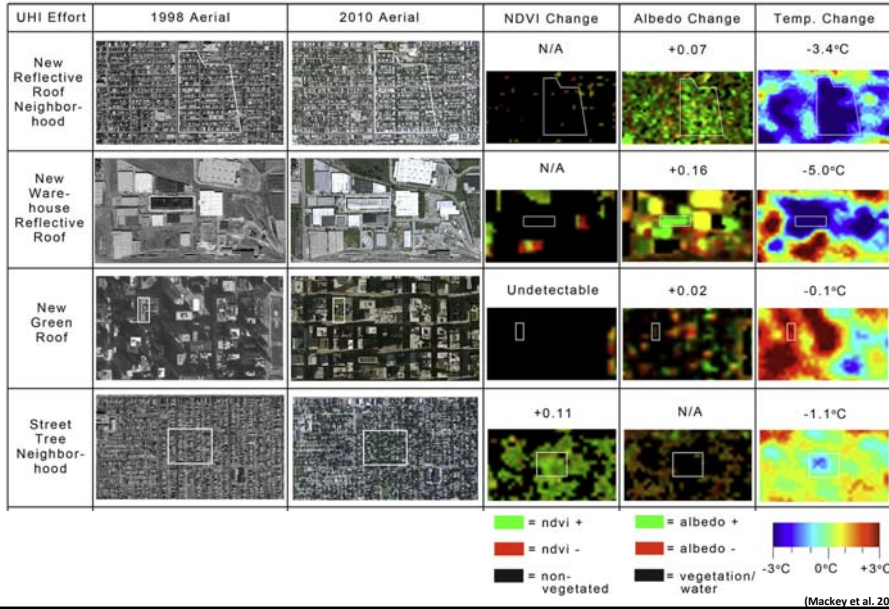 UHI Effort 1998 Aerial 2010 Aerial NDVI Change Albedo Change Temp. Change
New
Reflective
Roof
Neighbor-
hood
N/A
+0.07
-3.4°C
New
Ware-
house
Reflective
Roof
N/A
+0.16
-5.0°C
New
Green
Roof
Undetectable
+0.02
-0.1°C
Street
Tree
Neighbor-
hood
+0.11
N/A
-1.1°C
= ndvi +
= ndvi -
= non-
vegetated
= albedo +
= albedo -
= vegetation/
water
-3°C 0°C +3°C
(Mackey et al. 20